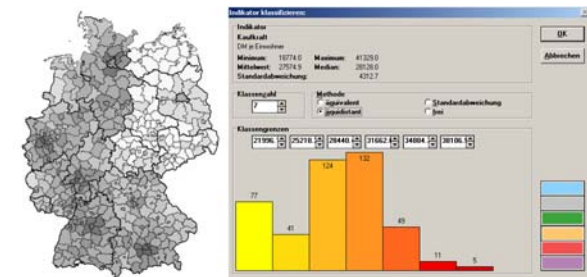 Indikator klassifizieren:
Indikator
Kaufkraft
DM je Einwohner
Minimum: 18774.0 Maximum: 41329.0
Mittelwert: 27574.9 Median: 28128.0
Standardabweichung: 4312.7
OK
Abbrechen
Klassenzahl
7
Methode
äquivalent
Standardabweichung
äquidistant
frei
Klassengrenzen
21996. 25218. 28440. 31662. 34884. 38106.
77
41
124
132
49
11
5